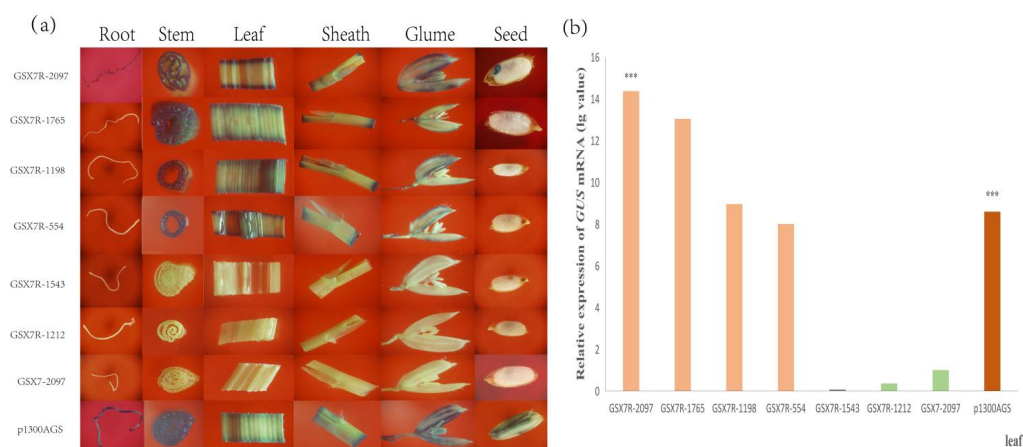 (a)
Root Stem Leaf Sheath Glume Seed
GSX7R-2097
GSX7R-1765
GSX7R-1198
GSX7R-554
GSX7R-1543
GSX7R-1212
GSX7-2097
p1300AGS
(b)
Relative expression of GUS mRNA (lg value)
16
14
12
10
8
6
4
2
0
***
***
GSX7R-2097 GSX7R-1765 GSX7R-1198 GSX7R-554 GSX7R-1543 GSX7R-1212 GSX7-2097 p1300AGS
leaf